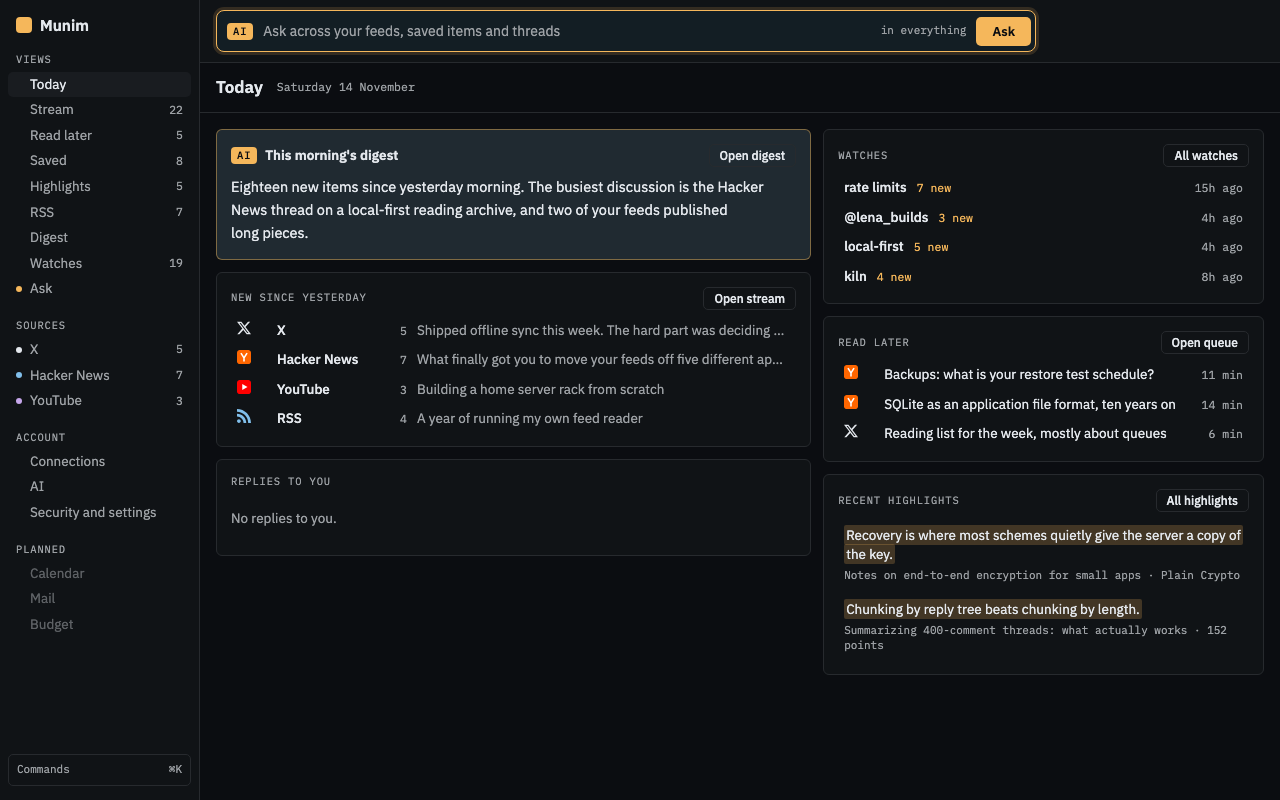 Munim
VIEWS
Today
Stream 22
Read later 5
Saved 8
Highlights 5
RSS 7
Digest
Watches 19
Ask
SOURCES
X 5
Hacker News 7
YouTube 3
ACCOUNT
Connections
AI
Security and settings
PLANNED
Calendar
Mail
Budget
Commands ⌘K
AI Ask across your feeds, saved items and threads in everything Ask
Today Saturday 14 November
AI This morning's digest Open digest
Eighteen new items since yesterday morning. The busiest discussion is the Hacker
News thread on a local-first reading archive, and two of your feeds published
long pieces.
NEW SINCE YESTERDAY Open stream
X 5 Shipped offline sync this week. The hard part was deciding ...
Y Hacker News 7 What finally got you to move your feeds off five different ap...
YouTube 3 Building a home server rack from scratch
RSS 4 A year of running my own feed reader
REPLIES TO YOU
No replies to you.
WATCHES All watches
rate limits 7 new 15h ago
@lena_builds 3 new 4h ago
local-first 5 new 4h ago
kiln 4 new 8h ago
READ LATER Open queue
Y Backups: what is your restore test schedule? 11 min
Y SQLite as an application file format, ten years on 14 min
Reading list for the week, mostly about queues 6 min
RECENT HIGHLIGHTS All highlights
Recovery is where most schemes quietly give the server a copy of
the key.
Notes on end-to-end encryption for small apps · Plain Crypto
Chunking by reply tree beats chunking by length.
Summarizing 400-comment threads: what actually works · 152
points